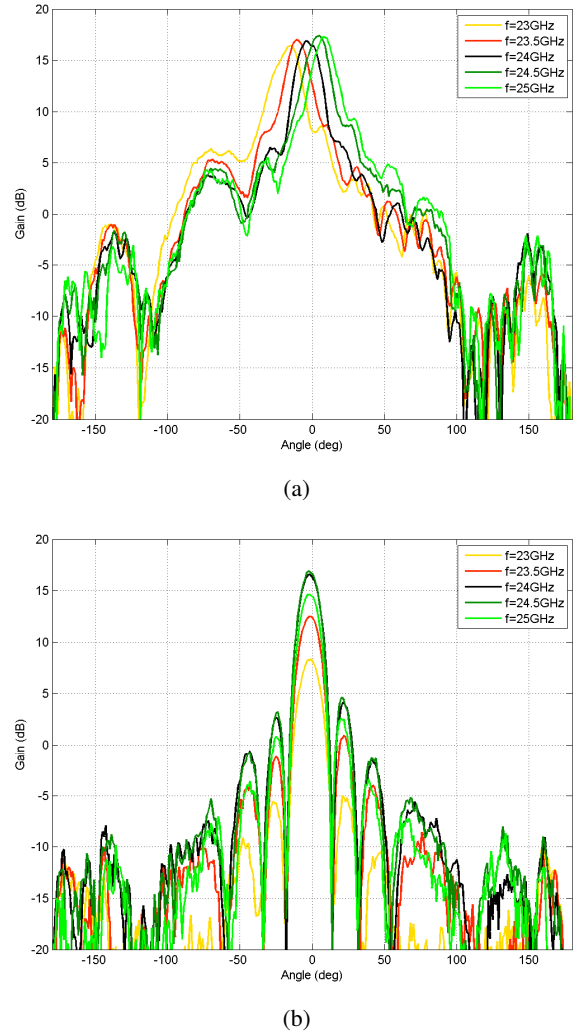 20
15
10
5
0
-5
-10
-15
-20
Gain (dB)
-150 -100 -50 0 50 100 150
Angle (deg)
f=23GHz
f=23.5GHz
f=24GHz
f=24.5GHz
f=25GHz
(a)
20
15
10
5
0
-5
-10
-15
-20
Gain (dB)
-150 -100 -50 0 50 100 150
Angle (deg)
f=23GHz
f=23.5GHz
f=24GHz
f=24.5GHz
f=25GHz
(b)